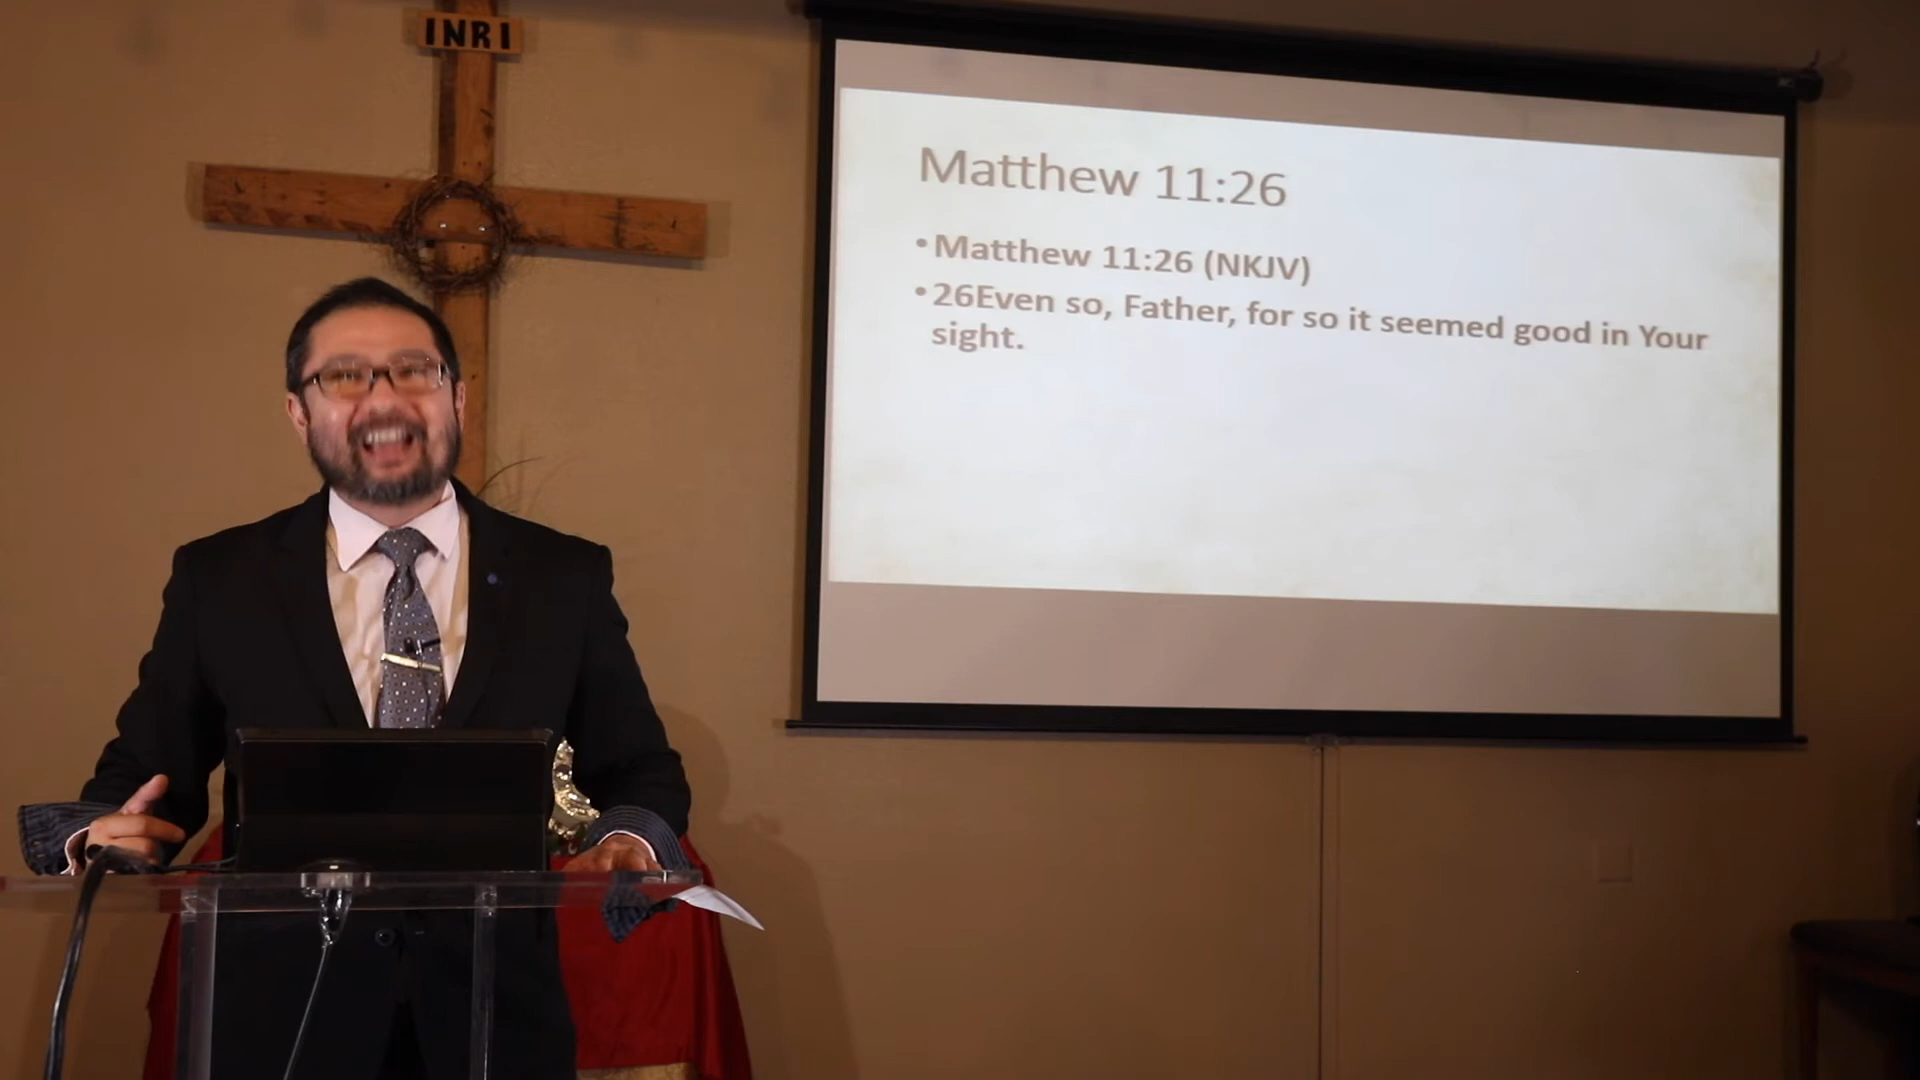 INRI
Matthew 11:26
•Matthew 11:26 (NKJV)
•26Even so, Father, for so it seemed good in Your
sight.